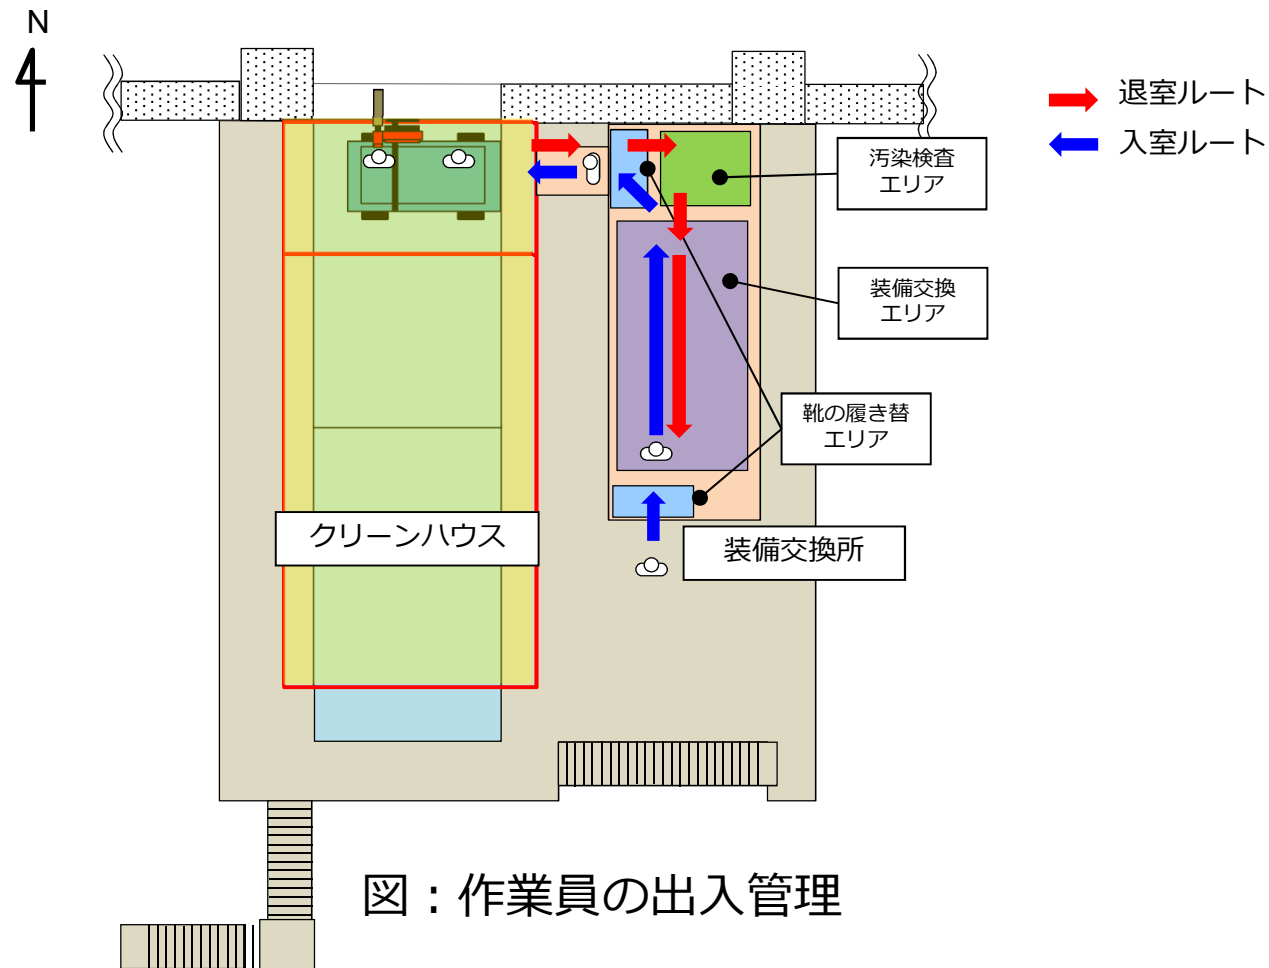 N
退室ルート
入室ルート
汚染検査
エリア
装備交換
エリア
靴の履き替
エリア
クリーンハウス
装備交換所
図：作業員の出入管理